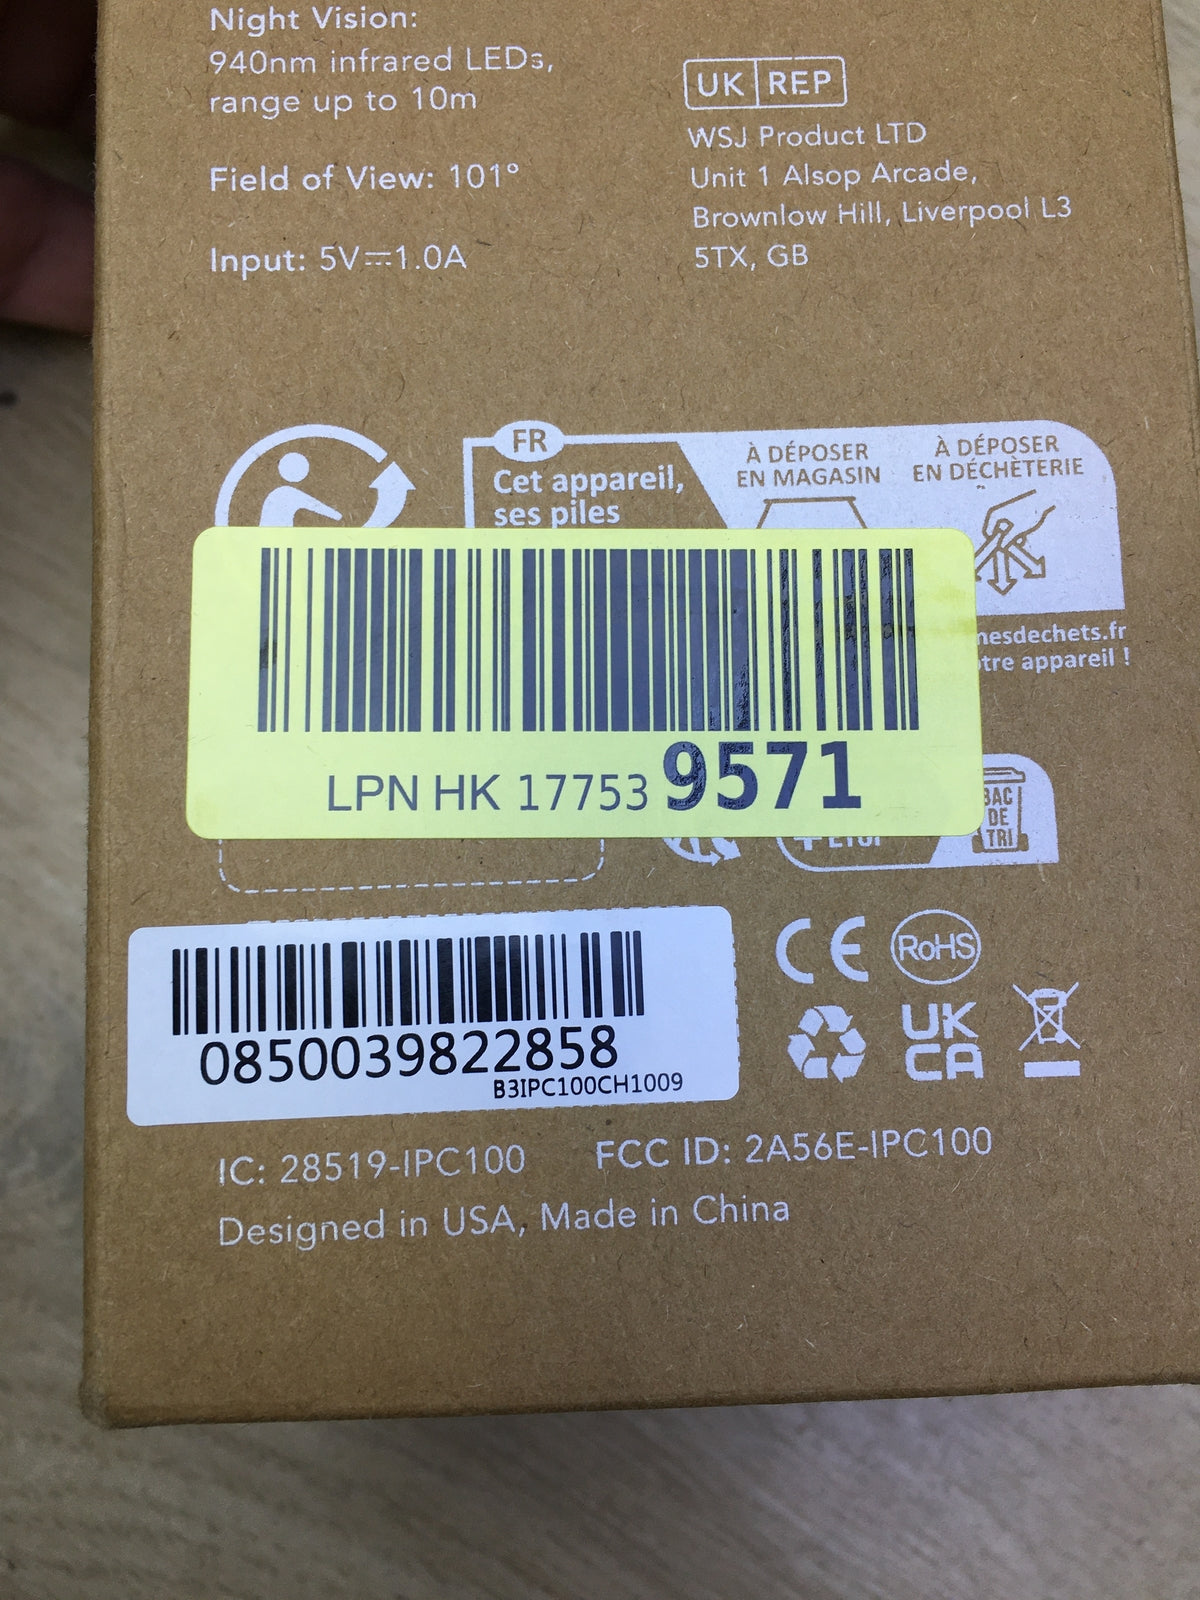 Night Vision:
940nm infrared LEDs,
range up to 10m
Field of View: 101°
Input: 5V⎓1.0A
UK REP
WSJ Product LTD
Unit 1 Alsop Arcade,
Brownlow Hill, Liverpool L3
5TX, GB
FR
Cet appareil,
ses piles
À DÉPOSER
EN MAGASIN
À DÉPOSER
EN DÉCHÈTERIE
otre appareil !
LPN HK 17753 9571
BAC
DE
TRI
0850039822858
B3IPC100CH1009
CE
RoHS
UK
CA
IC: 28519-IPC100
FCC ID: 2A56E-IPC100
Designed in USA, Made in China